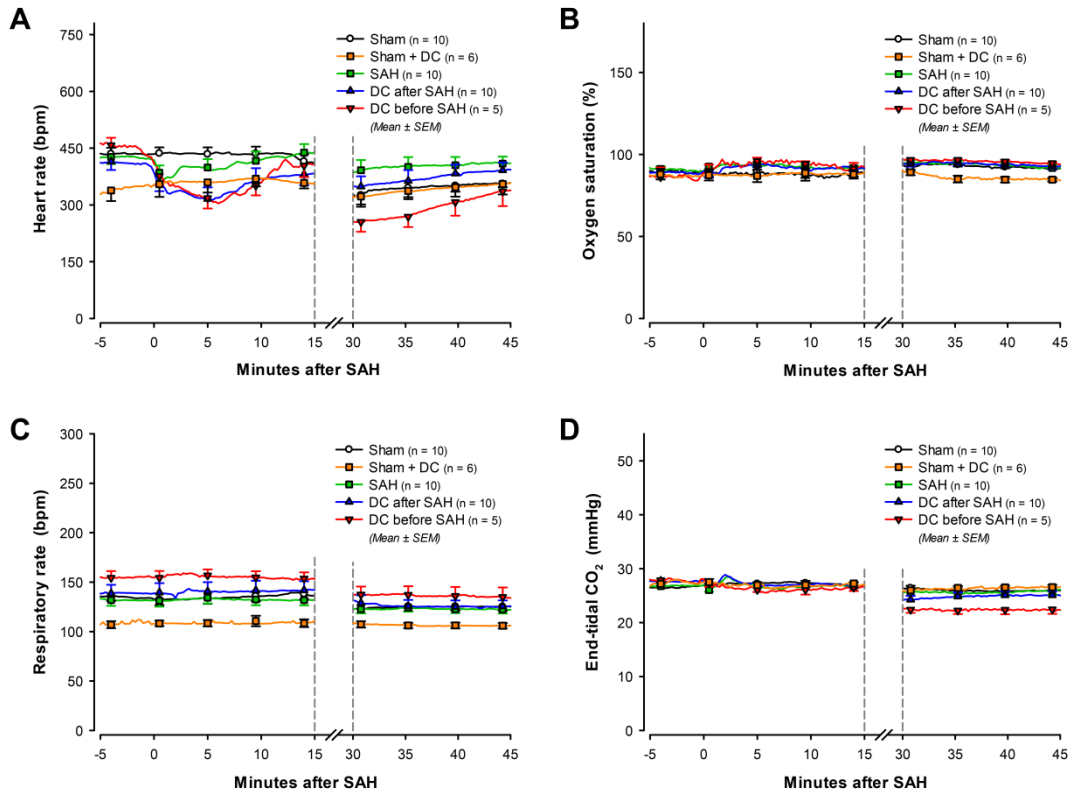 A
Heart rate (bpm)
750
600
450
300
450
0
Sham (n = 10)
Sham + DC (n = 6)
SAH (n = 10)
DC after SAH (n = 10)
DC before SAH (n = 5)
(Mean ± SEM)
-5 0 5 10 15 30 35 40 45
Minutes after SAH
B
Oxygen saturation (%)
150
100
50
0
Sham (n = 10)
Sham + DC (n = 6)
SAH (n = 10)
DC after SAH (n = 10)
DC before SAH (n = 5)
(Mean ± SEM)
-5 0 5 10 15 30 35 40 45
Minutes after SAH
C
Respiratory rate (bpm)
300
250
200
150
100
50
0
Sham (n = 10)
Sham + DC (n = 6)
SAH (n = 10)
DC after SAH (n = 10)
DC before SAH (n = 5)
(Mean ± SEM)
-5 0 5 10 15 30 35 40 45
Minutes after SAH
D
End-tidal CO2 (mmHg)
50
40
30
20
10
0
Sham (n = 10)
Sham + DC (n = 6)
SAH (n = 10)
DC after SAH (n = 10)
DC before SAH (n = 5)
(Mean ± SEM)
-5 0 5 10 15 30 35 40 45
Minutes after SAH